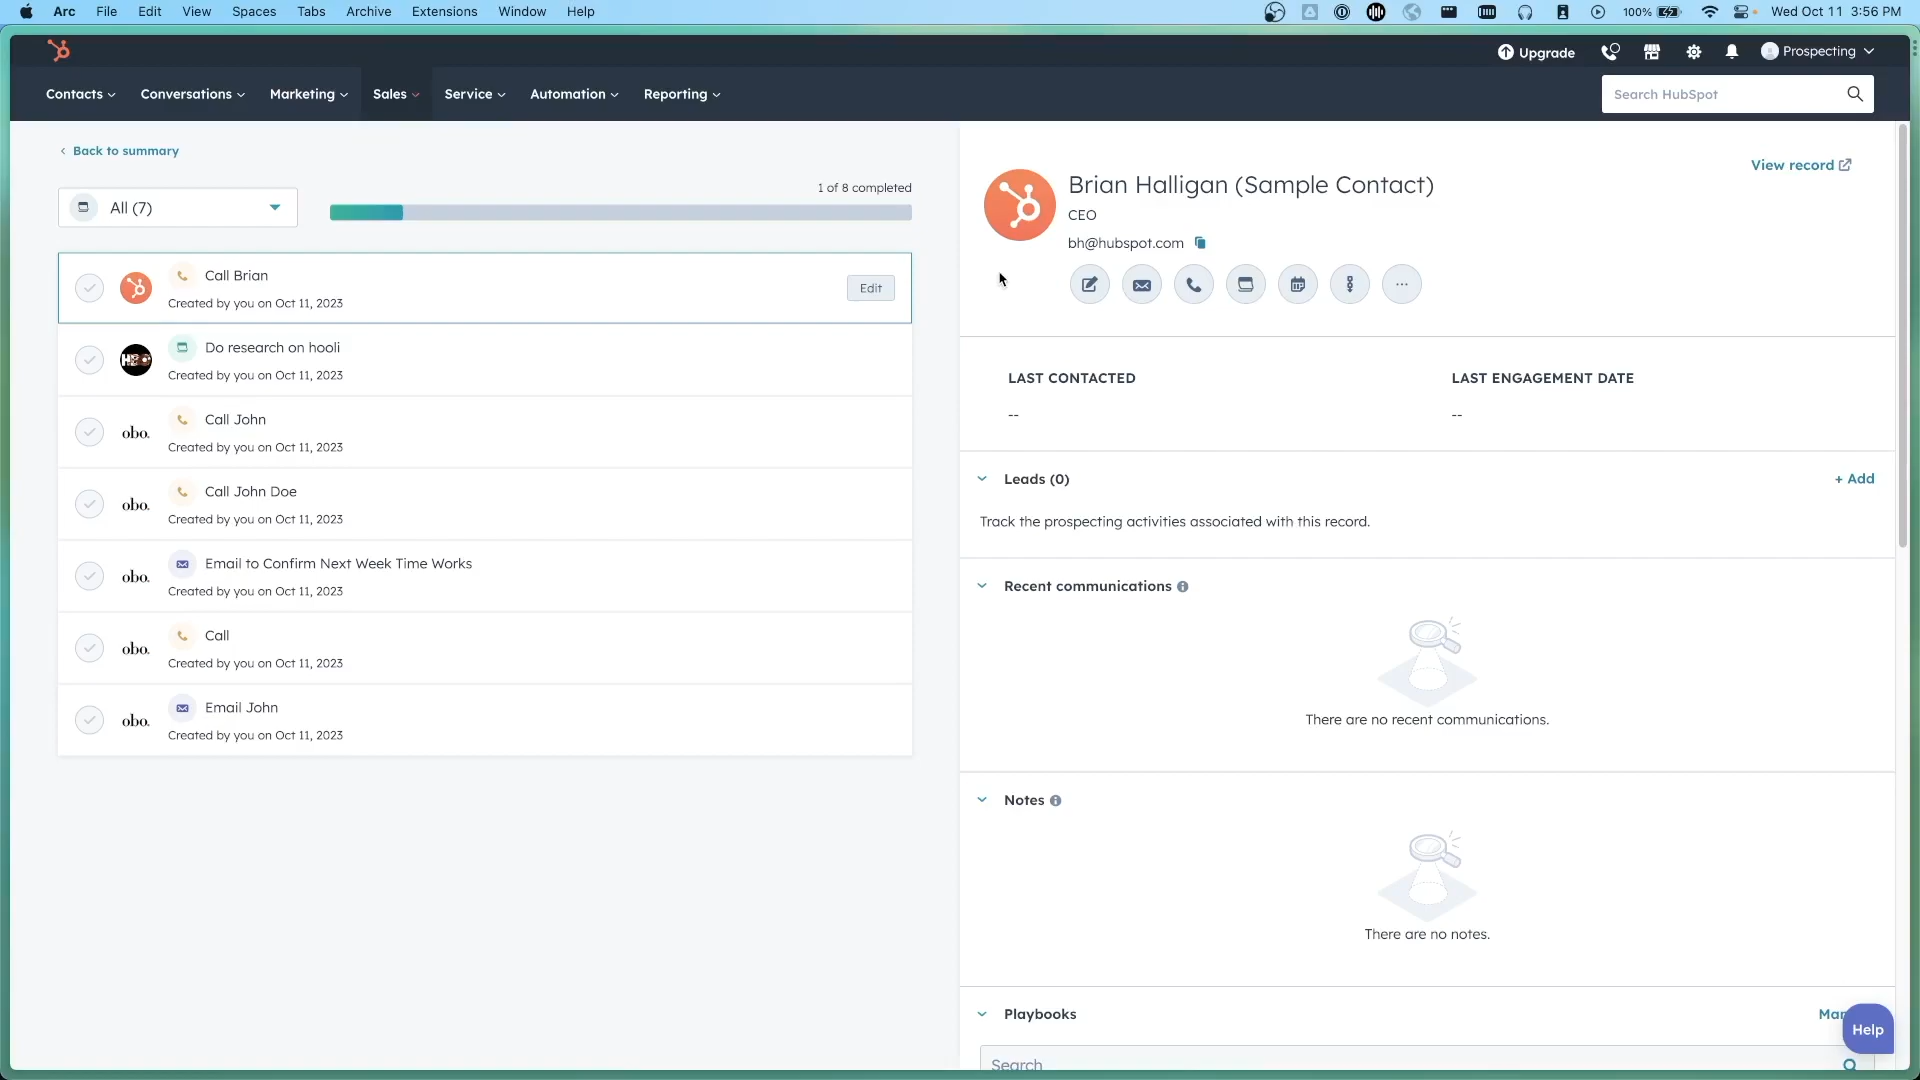 Arc File Edit View Spaces Tabs Archive Extensions Window Help 100% Wed Oct 11 3:56 PM
Upgrade Prospecting
Contacts Conversations Marketing Sales Service Automation Reporting Search HubSpot
Back to summary
All (7)
1 of 8 completed
Call Brian
Created by you on Oct 11, 2023
Edit
HBO
Do research on hooli
Created by you on Oct 11, 2023
obo.
Call John
Created by you on Oct 11, 2023
obo.
Call John Doe
Created by you on Oct 11, 2023
obo.
Email to Confirm Next Week Time Works
Created by you on Oct 11, 2023
obo.
Call
Created by you on Oct 11, 2023
obo.
Email John
Created by you on Oct 11, 2023
View record
Brian Halligan (Sample Contact)
CEO
bh@hubspot.com
LAST CONTACTED
--
LAST ENGAGEMENT DATE
--
Leads (0)
+ Add
Track the prospecting activities associated with this record.
Recent communications
There are no recent communications.
Notes
There are no notes.
Playbooks
Mar
Help
Search